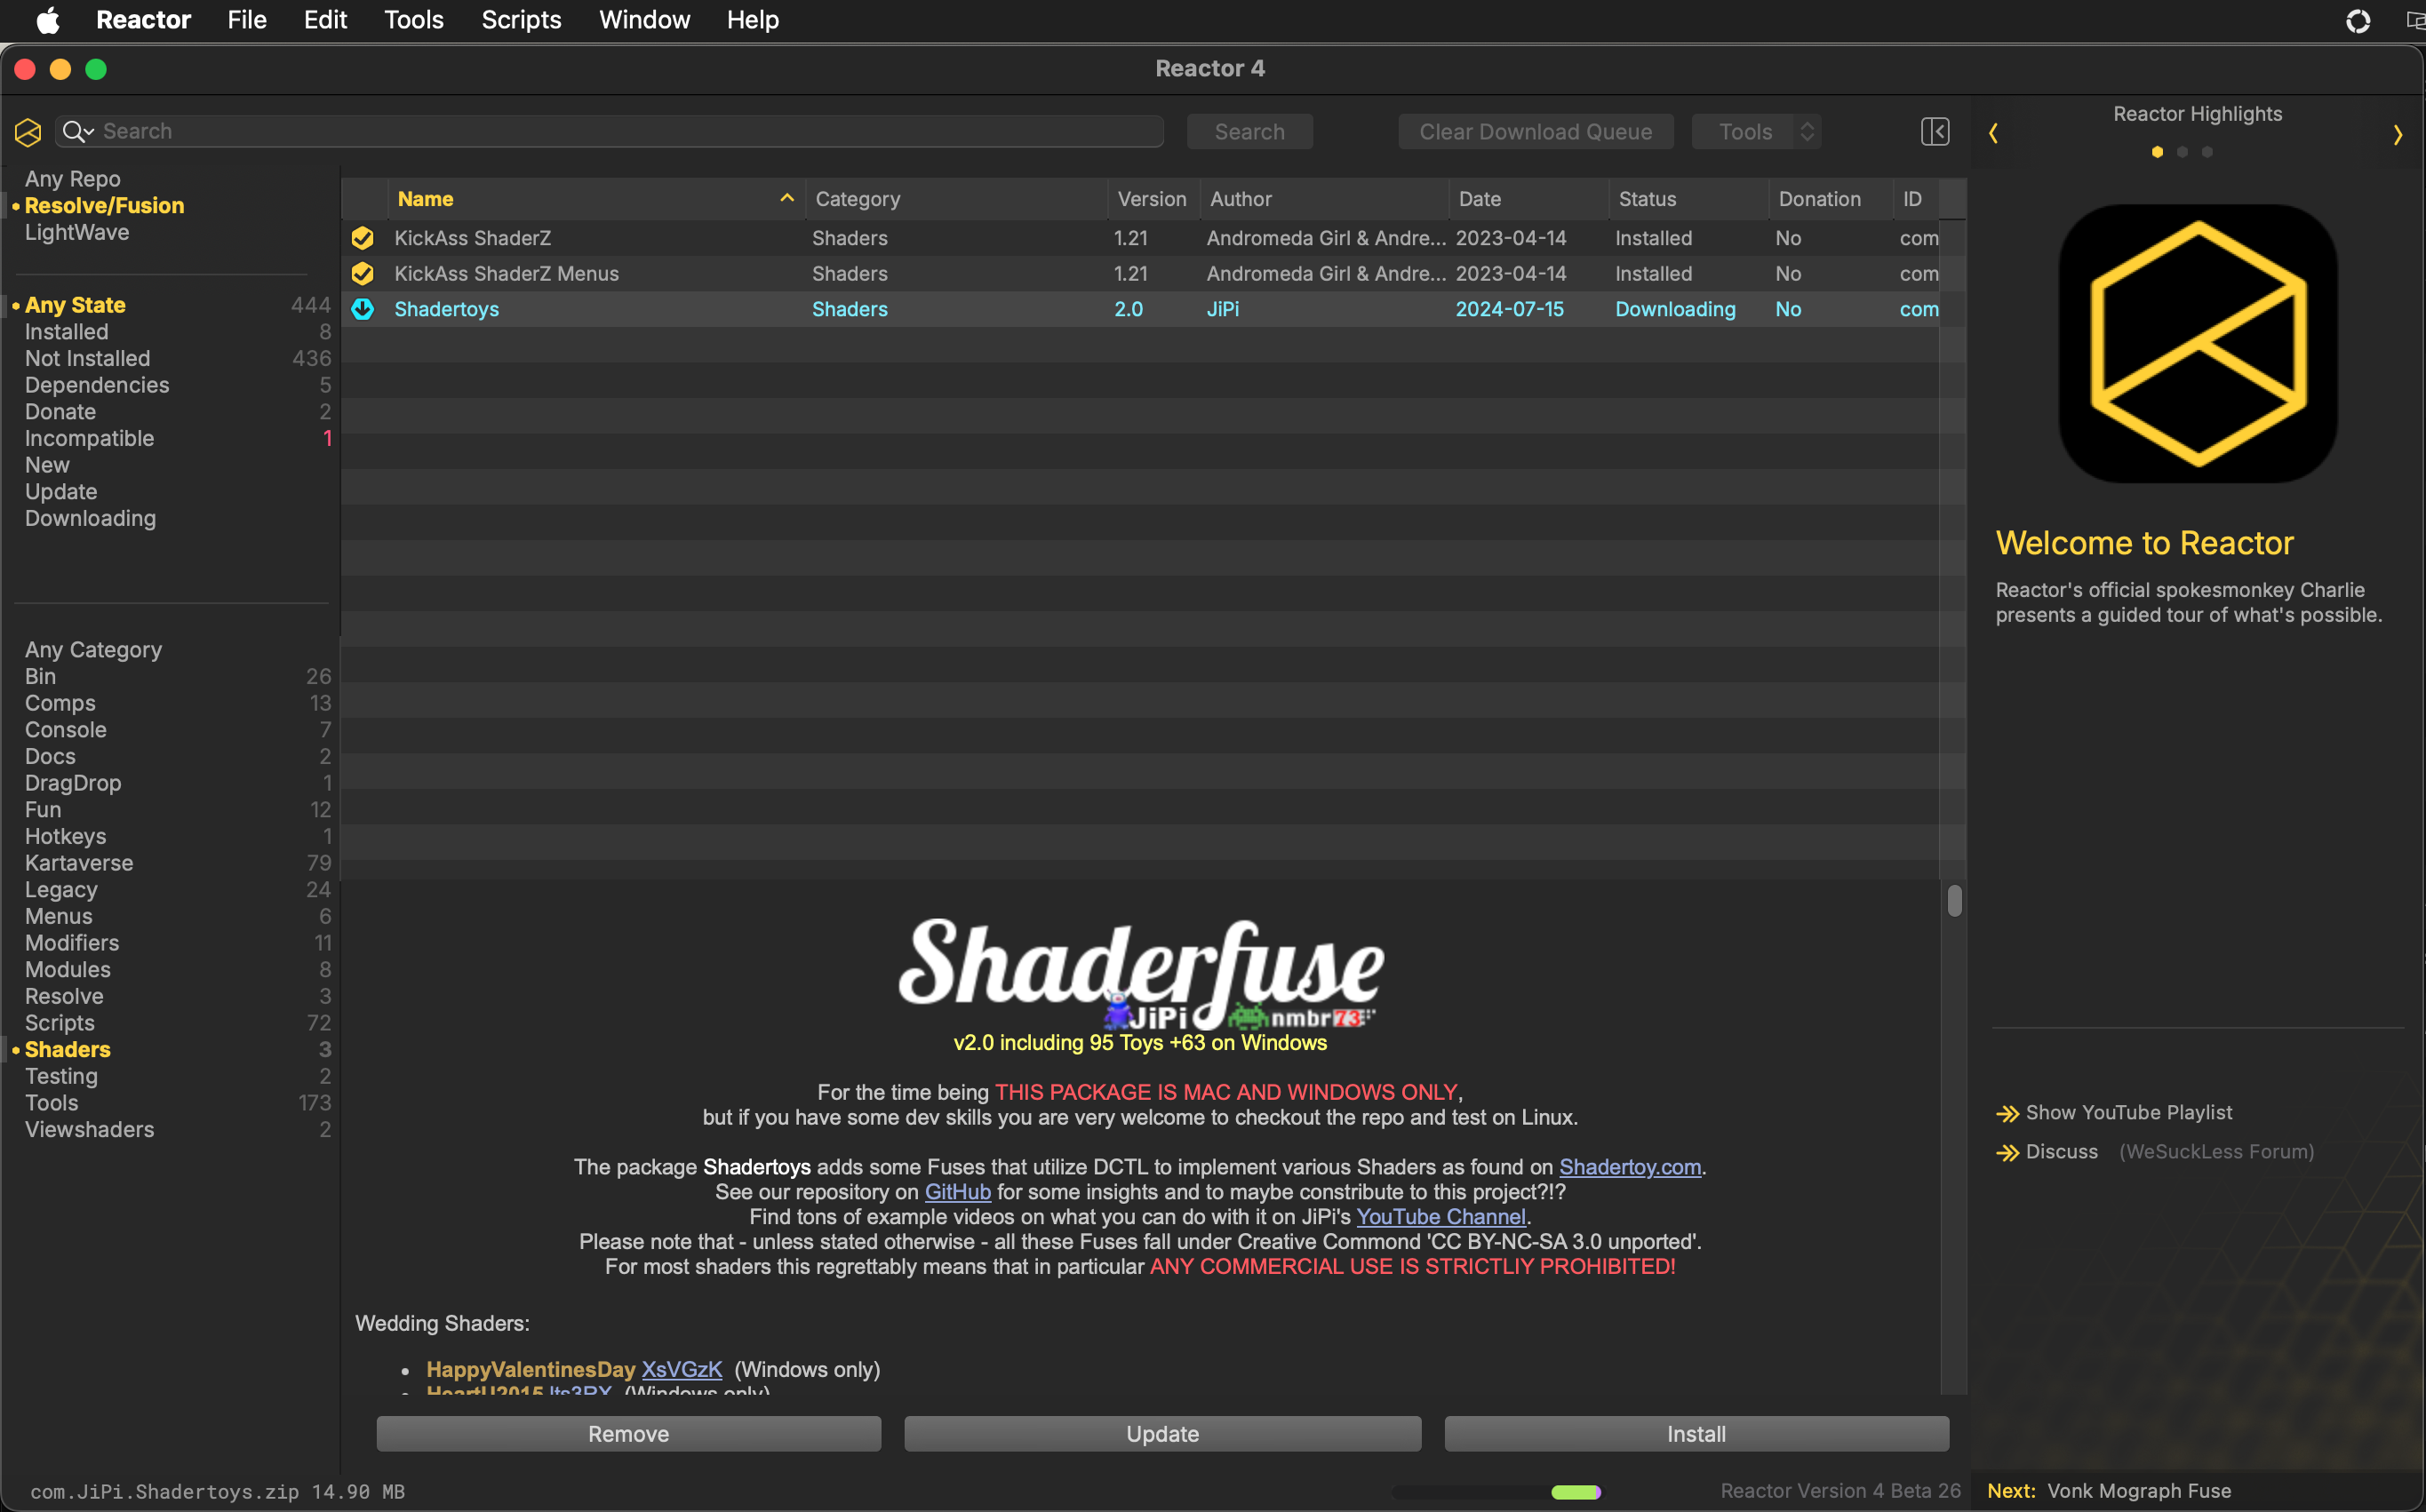 Reactor File Edit Tools Scripts Window Help
Reactor 4
Search Search Clear Download Queue Tools
Any Repo
Resolve/Fusion
LightWave
Any State 444
Installed 8
Not Installed 436
Dependencies 5
Donate 2
Incompatible 1
New
Update
Downloading
Any Category
Bin 26
Comps 13
Console 7
Docs 2
DragDrop 1
Fun 12
Hotkeys 1
Kartaverse 79
Legacy 24
Menus 6
Modifiers 11
Modules 8
Resolve 3
Scripts 72
Shaders 3
Testing 2
Tools 173
Viewshaders 2
Name Category Version Author Date Status Donation ID
KickAss ShaderZ Shaders 1.21 Andromeda Girl & Andre... 2023-04-14 Installed No com
KickAss ShaderZ Menus Shaders 1.21 Andromeda Girl & Andre... 2023-04-14 Installed No com
Shadertoys Shaders 2.0 JiPi 2024-07-15 Downloading No com
Shaderfuse
JiPi nmbr73
v2.0 including 95 Toys +63 on Windows
For the time being THIS PACKAGE IS MAC AND WINDOWS ONLY,
but if you have some dev skills you are very welcome to checkout the repo and test on Linux.
The package Shadertoys adds some Fuses that utilize DCTL to implement various Shaders as found on Shadertoy.com.
See our repository on GitHub for some insights and to maybe constribute to this project?!?
Find tons of example videos on what you can do with it on JiPi's YouTube Channel.
Please note that - unless stated otherwise - all these Fuses fall under Creative Commond 'CC BY-NC-SA 3.0 unported'.
For most shaders this regrettably means that in particular ANY COMMERCIAL USE IS STRICTLIY PROHIBITED!
Wedding Shaders:
• HappyValentinesDay XsVGzK (Windows only)
• HeartU2015 lts3RX (Windows only)
Remove Update Install
com.JiPi.Shadertoys.zip 14.90 MB
Reactor Version 4 Beta 26
Reactor Highlights
Welcome to Reactor
Reactor's official spokesmonkey Charlie
presents a guided tour of what's possible.
Show YouTube Playlist
Discuss (WeSuckLess Forum)
Next: Vonk Mograph Fuse